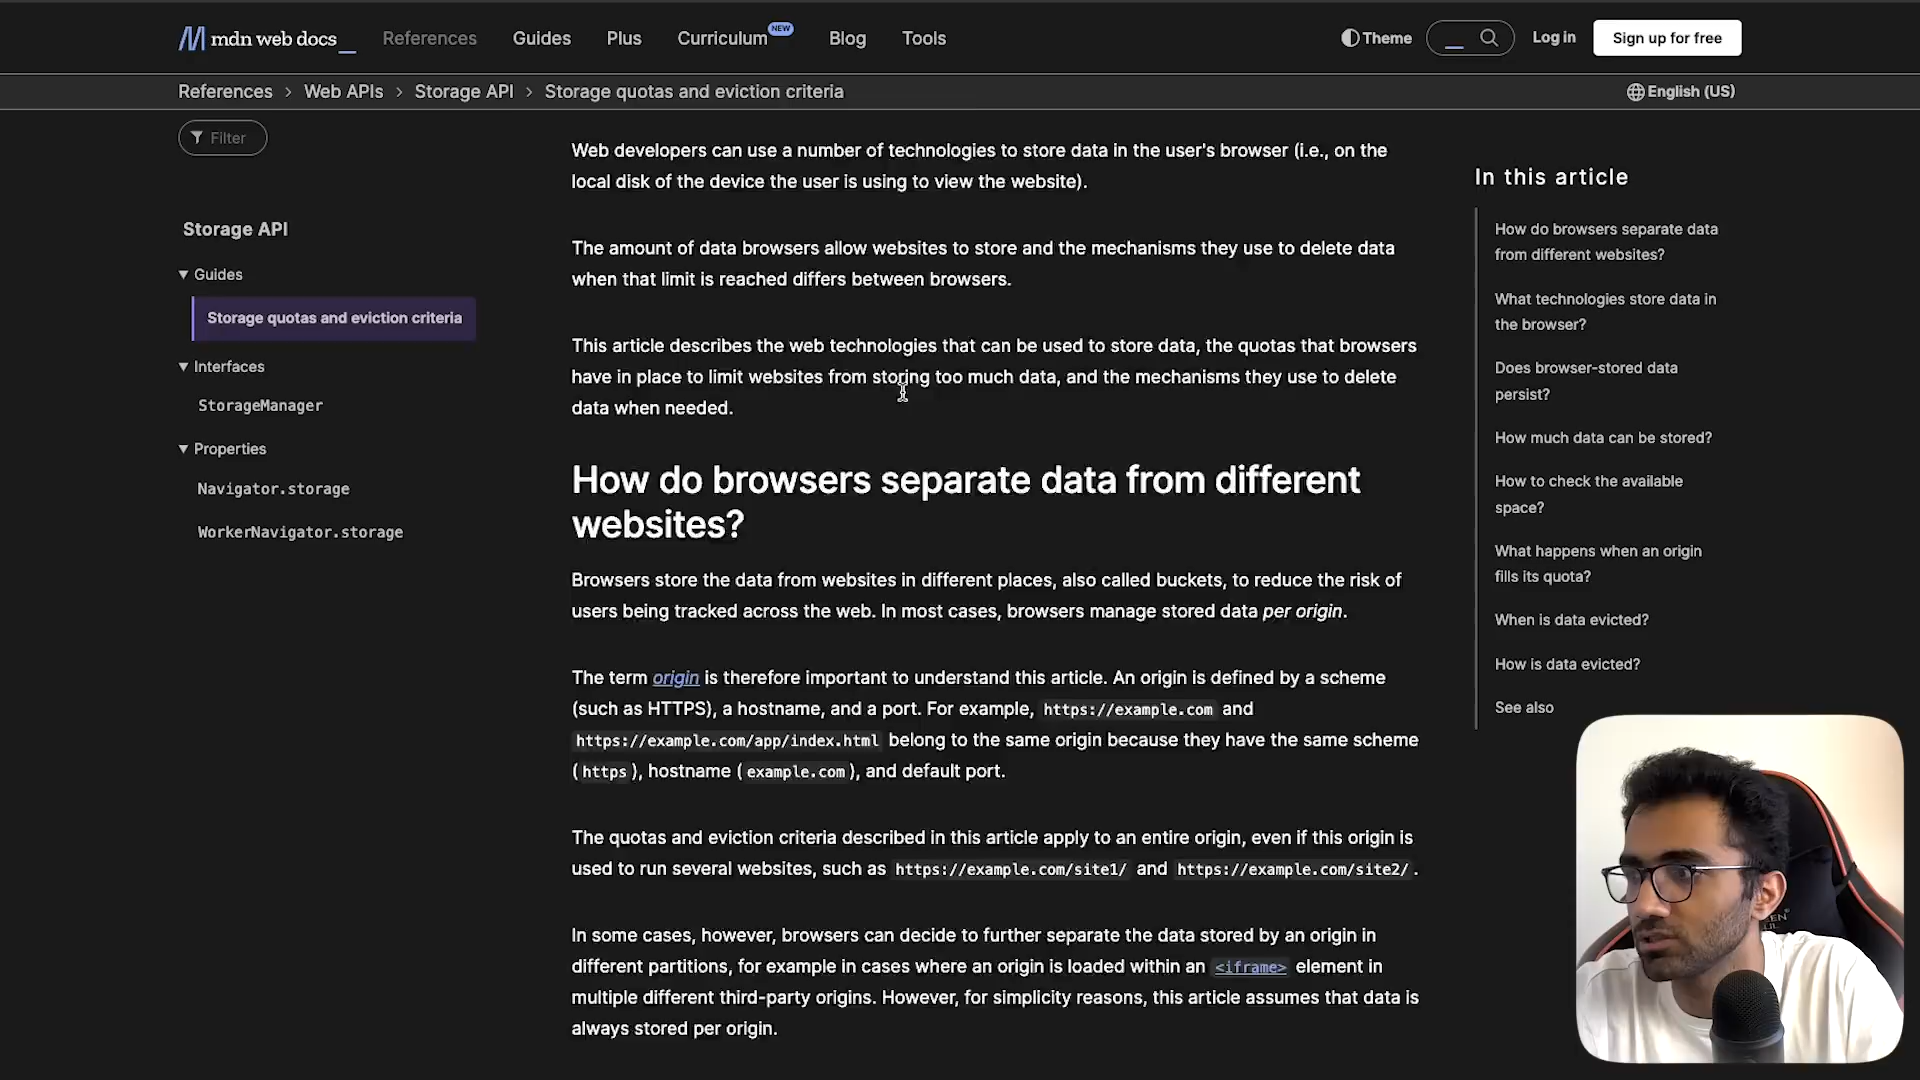 mdn web docs_
References
Guides
Plus
Curriculum
NEW
Blog
Tools
Theme
Log in
Sign up for free
References > Web APIs > Storage API > Storage quotas and eviction criteria
English (US)
Filter
Storage API
Guides
Storage quotas and eviction criteria
Interfaces
StorageManager
Properties
Navigator.storage
WorkerNavigator.storage
Web developers can use a number of technologies to store data in the user's browser (i.e., on the
local disk of the device the user is using to view the website).
The amount of data browsers allow websites to store and the mechanisms they use to delete data
when that limit is reached differs between browsers.
This article describes the web technologies that can be used to store data, the quotas that browsers
have in place to limit websites from storing too much data, and the mechanisms they use to delete
data when needed.
How do browsers separate data from different
websites?
Browsers store the data from websites in different places, also called buckets, to reduce the risk of
users being tracked across the web. In most cases, browsers manage stored data per origin.
The term origin is therefore important to understand this article. An origin is defined by a scheme
(such as HTTPS), a hostname, and a port. For example, https://example.com and
https://example.com/app/index.html belong to the same origin because they have the same scheme
(https), hostname (example.com), and default port.
The quotas and eviction criteria described in this article apply to an entire origin, even if this origin is
used to run several websites, such as https://example.com/site1/ and https://example.com/site2/.
In some cases, however, browsers can decide to further separate the data stored by an origin in
different partitions, for example in cases where an origin is loaded within an <iframe> element in
multiple different third-party origins. However, for simplicity reasons, this article assumes that data is
always stored per origin.
In this article
How do browsers separate data
from different websites?
What technologies store data in
the browser?
Does browser-stored data
persist?
How much data can be stored?
How to check the available
space?
What happens when an origin
fills its quota?
When is data evicted?
How is data evicted?
See also